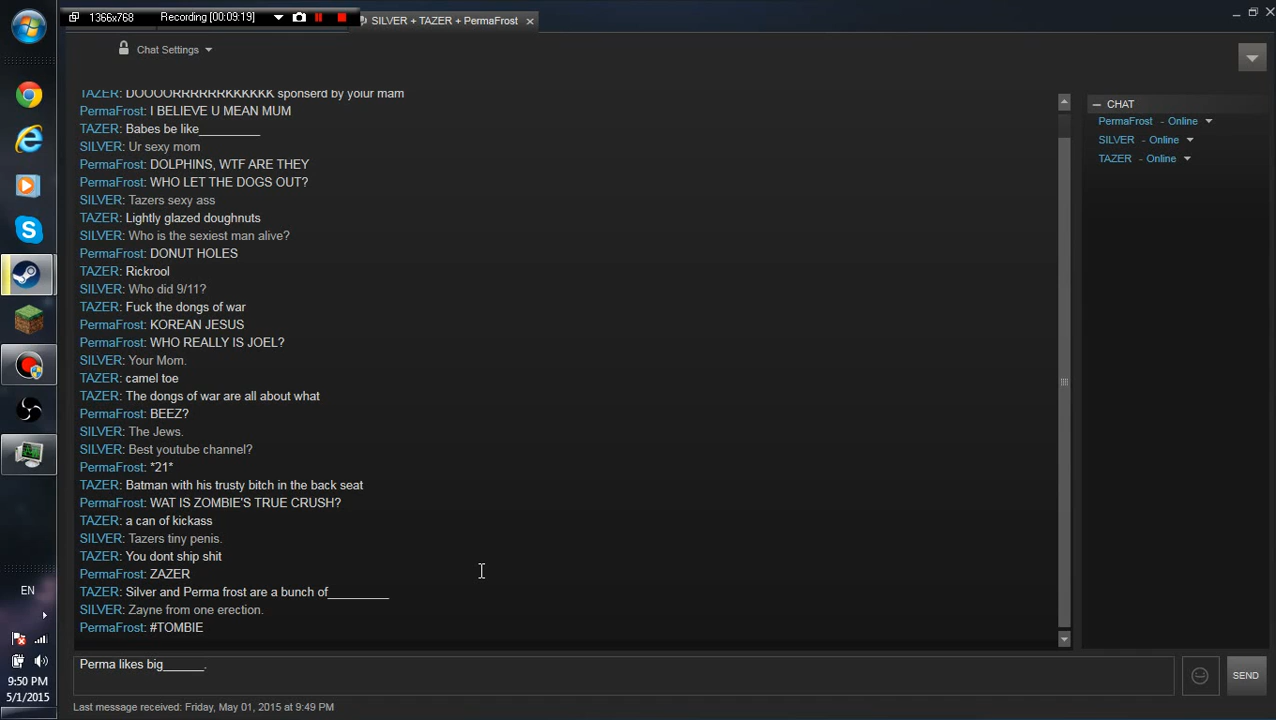 1366x768 Recording [00:09:19]
SILVER + TAZER + PermaFrost
Chat Settings
TAZER: DOOOORRRRRRKKKKKK sponserd by yoiur mam
PermaFrost: I BELIEVE U MEAN MUM
TAZER: Babes be like_________
SILVER: Ur sexy mom
PermaFrost: DOLPHINS, WTF ARE THEY
PermaFrost: WHO LET THE DOGS OUT?
SILVER: Tazers sexy ass
TAZER: Lightly glazed doughnuts
SILVER: Who is the sexiest man alive?
PermaFrost: DONUT HOLES
TAZER: Rickrool
SILVER: Who did 9/11?
TAZER: Fuck the dongs of war
PermaFrost: KOREAN JESUS
PermaFrost: WHO REALLY IS JOEL?
SILVER: Your Mom.
TAZER: camel toe
TAZER: The dongs of war are all about what
PermaFrost: BEEZ?
SILVER: The Jews.
SILVER: Best youtube channel?
PermaFrost: *21*
TAZER: Batman with his trusty bitch in the back seat
PermaFrost: WAT IS ZOMBIE'S TRUE CRUSH?
TAZER: a can of kickass
SILVER: Tazers tiny penis.
TAZER: You dont ship shit
PermaFrost: ZAZER
TAZER: Silver and Perma frost are a bunch of_________
SILVER: Zayne from one erection.
PermaFrost: #TOMBIE
Perma likes big______.
SEND
Last message received: Friday, May 01, 2015 at 9:49 PM
CHAT
PermaFrost - Online
SILVER - Online
TAZER - Online
EN
9:50 PM
5/1/2015